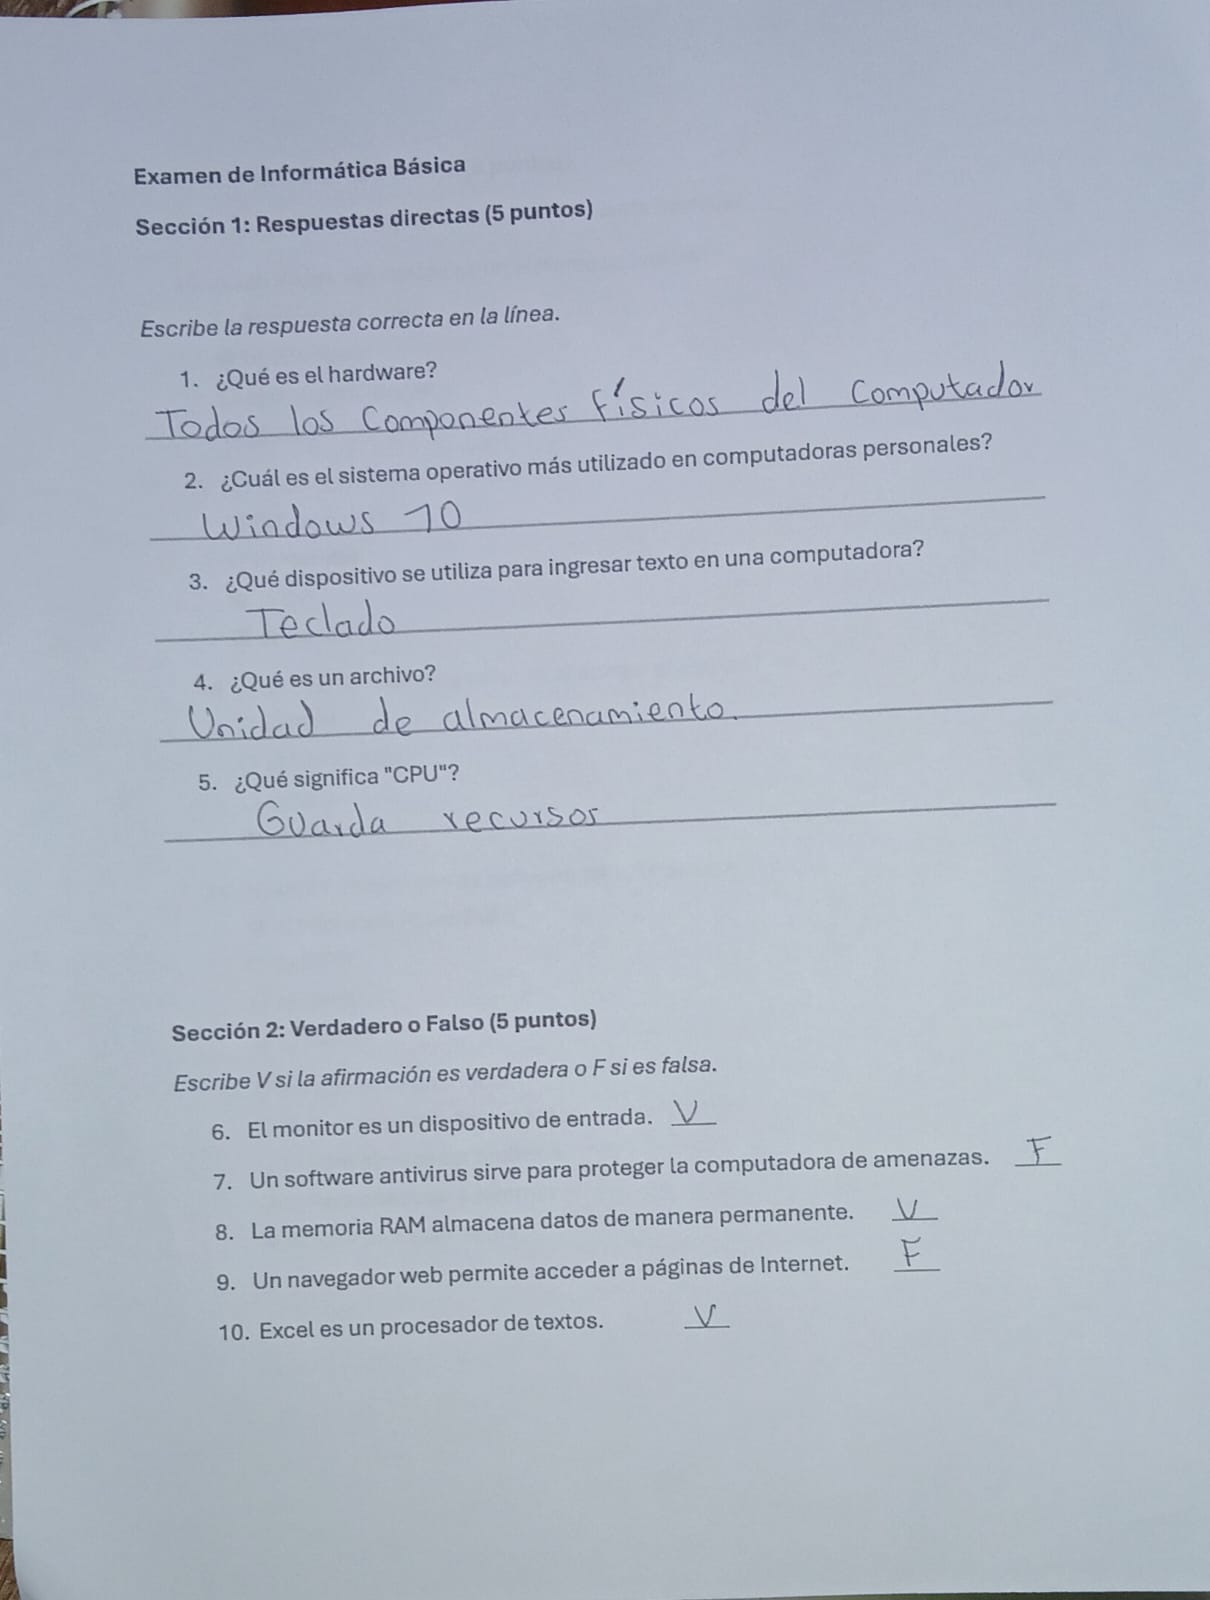 Examen de Informática Básica
Sección 1: Respuestas directas (5 puntos)
Escribe la respuesta correcta en la línea.
1. ¿Qué es el hardware?
Todos los Componentes físicos del Computador
2. ¿Cuál es el sistema operativo más utilizado en computadoras personales?
Windows 10
3. ¿Qué dispositivo se utiliza para ingresar texto en una computadora?
Teclado
4. ¿Qué es un archivo?
Unidad de almacenamiento.
5. ¿Qué significa "CPU"?
Guarda recursos
Sección 2: Verdadero o Falso (5 puntos)
Escribe V si la afirmación es verdadera o F si es falsa.
6. El monitor es un dispositivo de entrada. V
7. Un software antivirus sirve para proteger la computadora de amenazas. F
8. La memoria RAM almacena datos de manera permanente. V
9. Un navegador web permite acceder a páginas de Internet. F
10. Excel es un procesador de textos. V